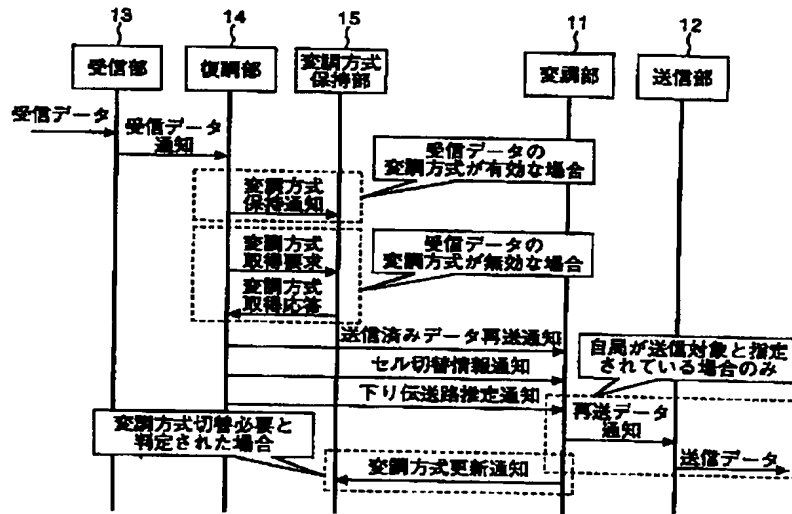 13
14
15
11
12
受信部
復調部
変調方式
保持部
変調部
送信部
受信データ
受信データ
通知
受信データの
変調方式が有効な場合
変調方式
保持通知
変調方式
取得要求
受信データの
変調方式が無効な場合
変調方式
取得応答
送信済みデータ再送通知
自局が送信対象と指定
されている場合のみ
セル切替情報通知
下り伝送路推定通知
変調方式切替必要と
判定された場合
再送データ
通知
送信データ
変調方式更新通知